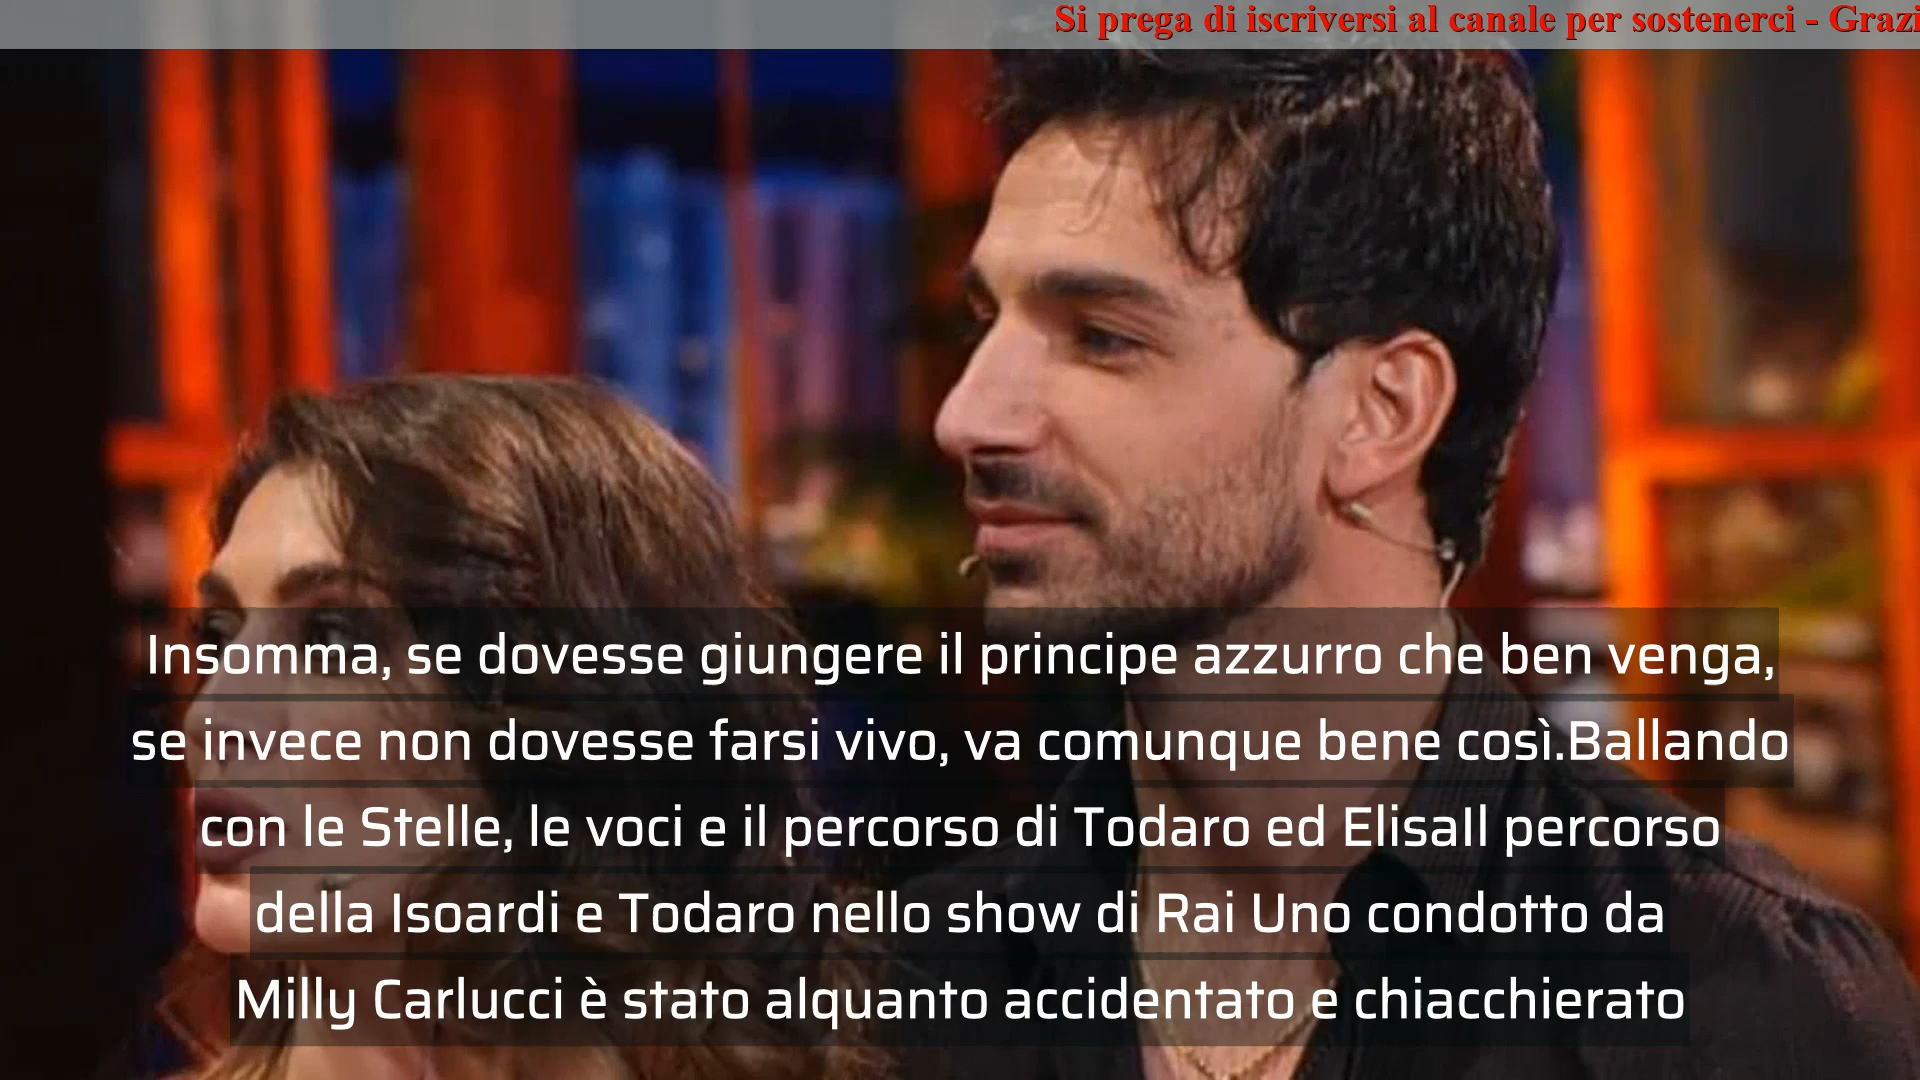 Si prega di iscriversi al canale per sostenerci - Grazi
Insomma, se dovesse giungere il principe azzurro che ben venga,
se invece non dovesse farsi vivo, va comunque bene così.Ballando
con le Stelle, le voci e il percorso di Todaro ed ElisaIl percorso
della Isoardi e Todaro nello show di Rai Uno condotto da
Milly Carlucci è stato alquanto accidentato e chiacchierato